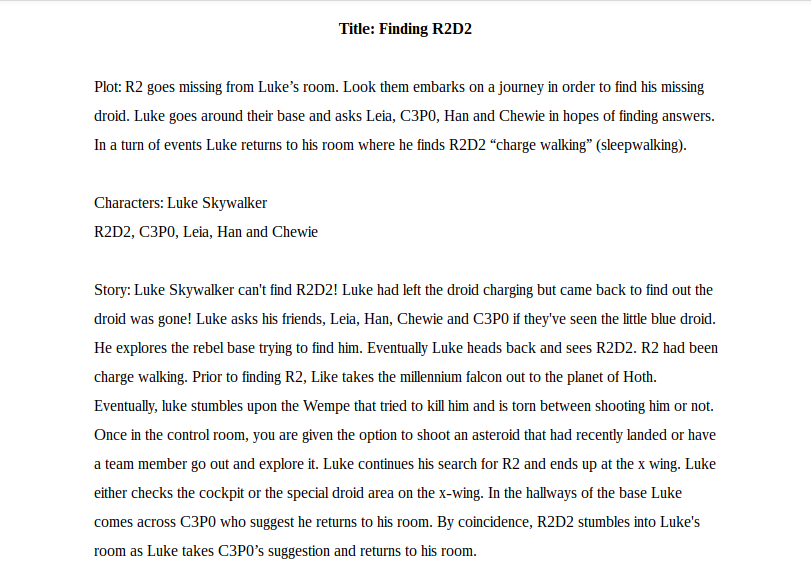 Title: Finding R2D2
Plot: R2 goes missing from Luke’s room. Look them embarks on a journey in order to find his missing
droid. Luke goes around their base and asks Leia, C3P0, Han and Chewie in hopes of finding answers.
In a turn of events Luke returns to his room where he finds R2D2 “charge walking” (sleepwalking).
Characters: Luke Skywalker
R2D2, C3P0, Leia, Han and Chewie
Story: Luke Skywalker can't find R2D2! Luke had left the droid charging but came back to find out the
droid was gone! Luke asks his friends, Leia, Han, Chewie and C3P0 if they've seen the little blue droid.
He explores the rebel base trying to find him. Eventually Luke heads back and sees R2D2. R2 had been
charge walking. Prior to finding R2, Like takes the millennium falcon out to the planet of Hoth.
Eventually, luke stumbles upon the Wempe that tried to kill him and is torn between shooting him or not.
Once in the control room, you are given the option to shoot an asteroid that had recently landed or have
a team member go out and explore it. Luke continues his search for R2 and ends up at the x wing. Luke
either checks the cockpit or the special droid area on the x-wing. In the hallways of the base Luke
comes across C3P0 who suggest he returns to his room. By coincidence, R2D2 stumbles into Luke's
room as Luke takes C3P0’s suggestion and returns to his room.